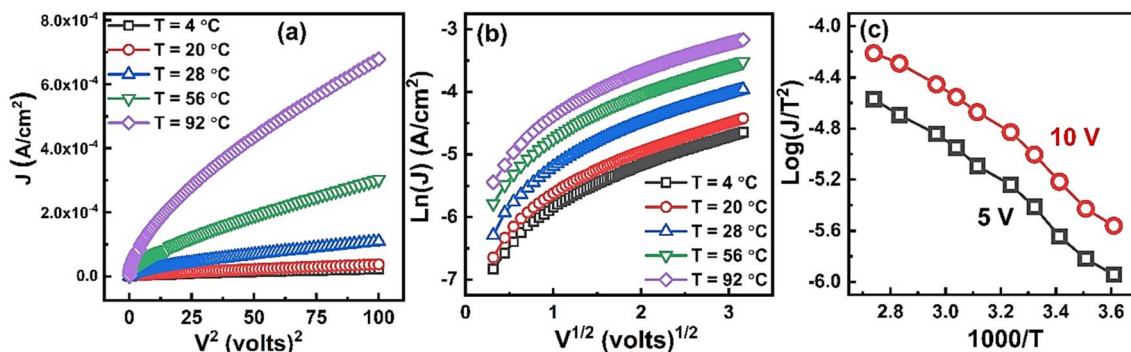 (a)
T = 4 °C
T = 20 °C
T = 28 °C
T = 56 °C
T = 92 °C
8.0x10⁻⁴
6.0x10⁻⁴
4.0x10⁻⁴
2.0x10⁻⁴
0.0
J (A/cm²)
0 25 50 75 100
V² (volts)²
(b)
-3
-4
-5
-6
-7
Ln(J) (A/cm²)
T = 4 °C
T = 20 °C
T = 28 °C
T = 56 °C
T = 92 °C
0 1 2 3
V¹/² (volts)¹/²
(c)
-4.0
-4.4
-4.8
-5.2
-5.6
-6.0
Log(J/T²)
10 V
5 V
2.8 3.0 3.2 3.4 3.6
1000/T